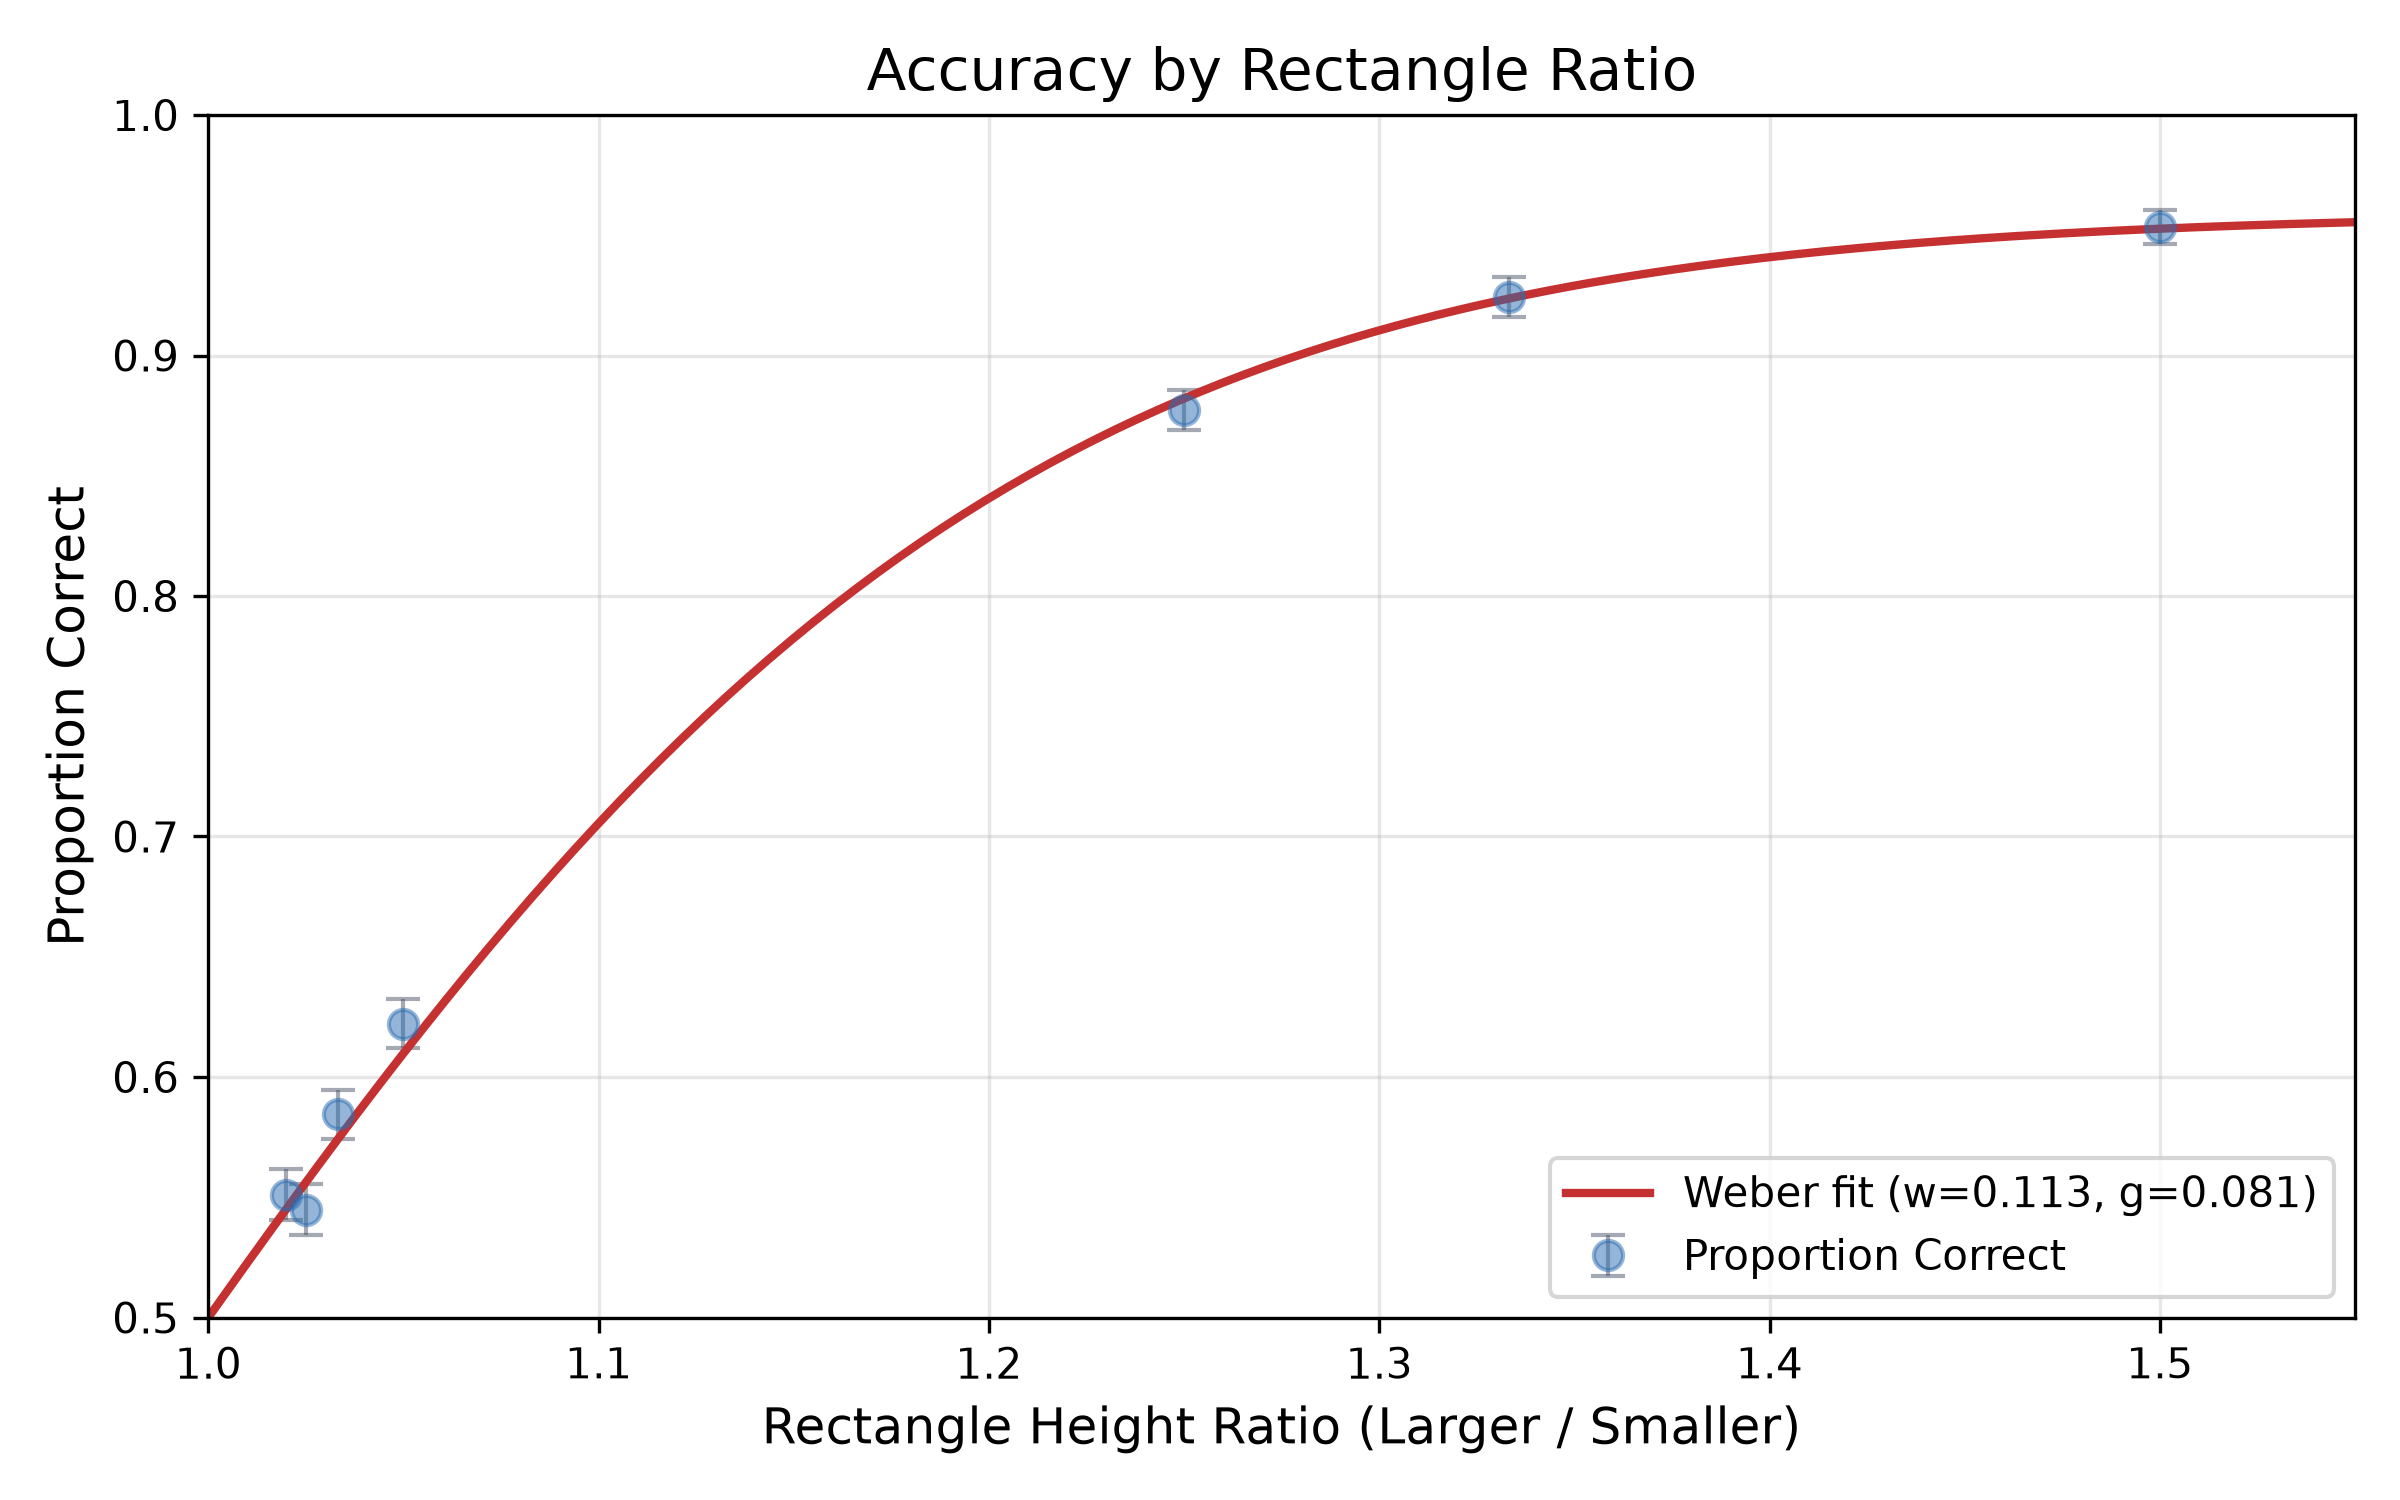 Accuracy by Rectangle Ratio
1.0
0.9
0.8
0.7
0.6
0.5
Proportion Correct
1.0 1.1 1.2 1.3 1.4 1.5
Rectangle Height Ratio (Larger / Smaller)
Weber fit (w=0.113, g=0.081)
Proportion Correct